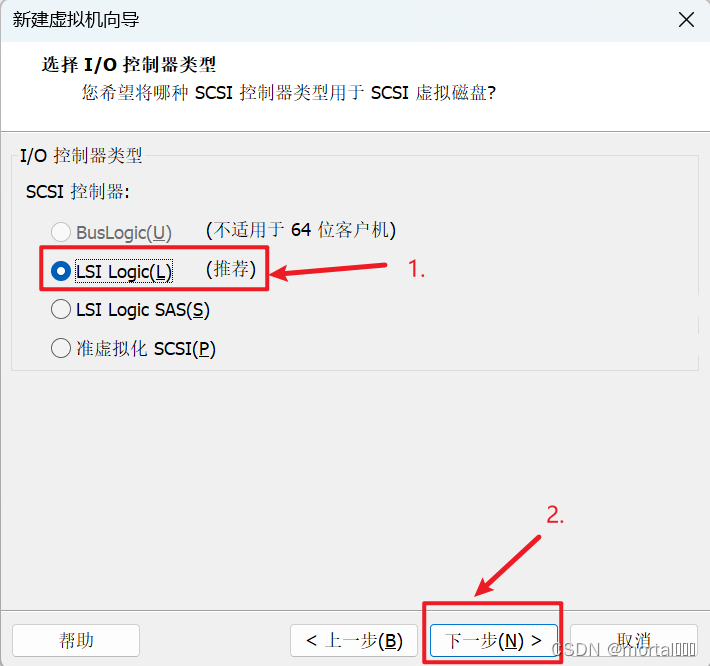 新建虚拟机向导
选择 I/O 控制器类型
您希望将哪种 SCSI 控制器类型用于 SCSI 虚拟磁盘?
I/O 控制器类型
SCSI 控制器:
BusLogic(U) (不适用于 64 位客户机)
LSI Logic(L) (推荐) 1.
LSI Logic SAS(S)
准虚拟化 SCSI(P)
2.
帮助 < 上一步(B) 下一步(N) > 取消
CSDN @mortal